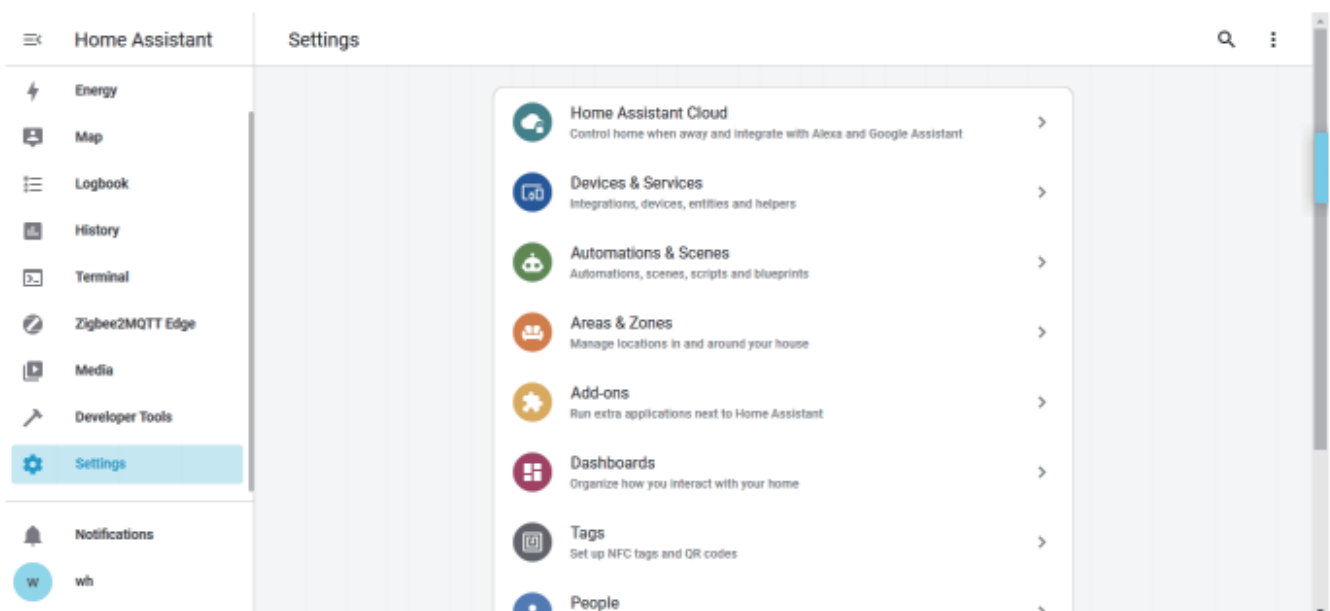 Home Assistant
Energy
Map
Logbook
History
Terminal
Zigbee2MQTT Edge
Media
Developer Tools
Settings
Notifications
W
wh
Settings
Home Assistant Cloud
Control home when away and integrate with Alexa and Google Assistant
Devices & Services
Integrations, devices, entities and helpers
Automations & Scenes
Automations, scenes, scripts and blueprints
Areas & Zones
Manage locations in and around your house
Add-ons
Run extra applications next to Home Assistant
Dashboards
Organize how you interact with your home
Tags
Set up NFC tags and QR codes
People